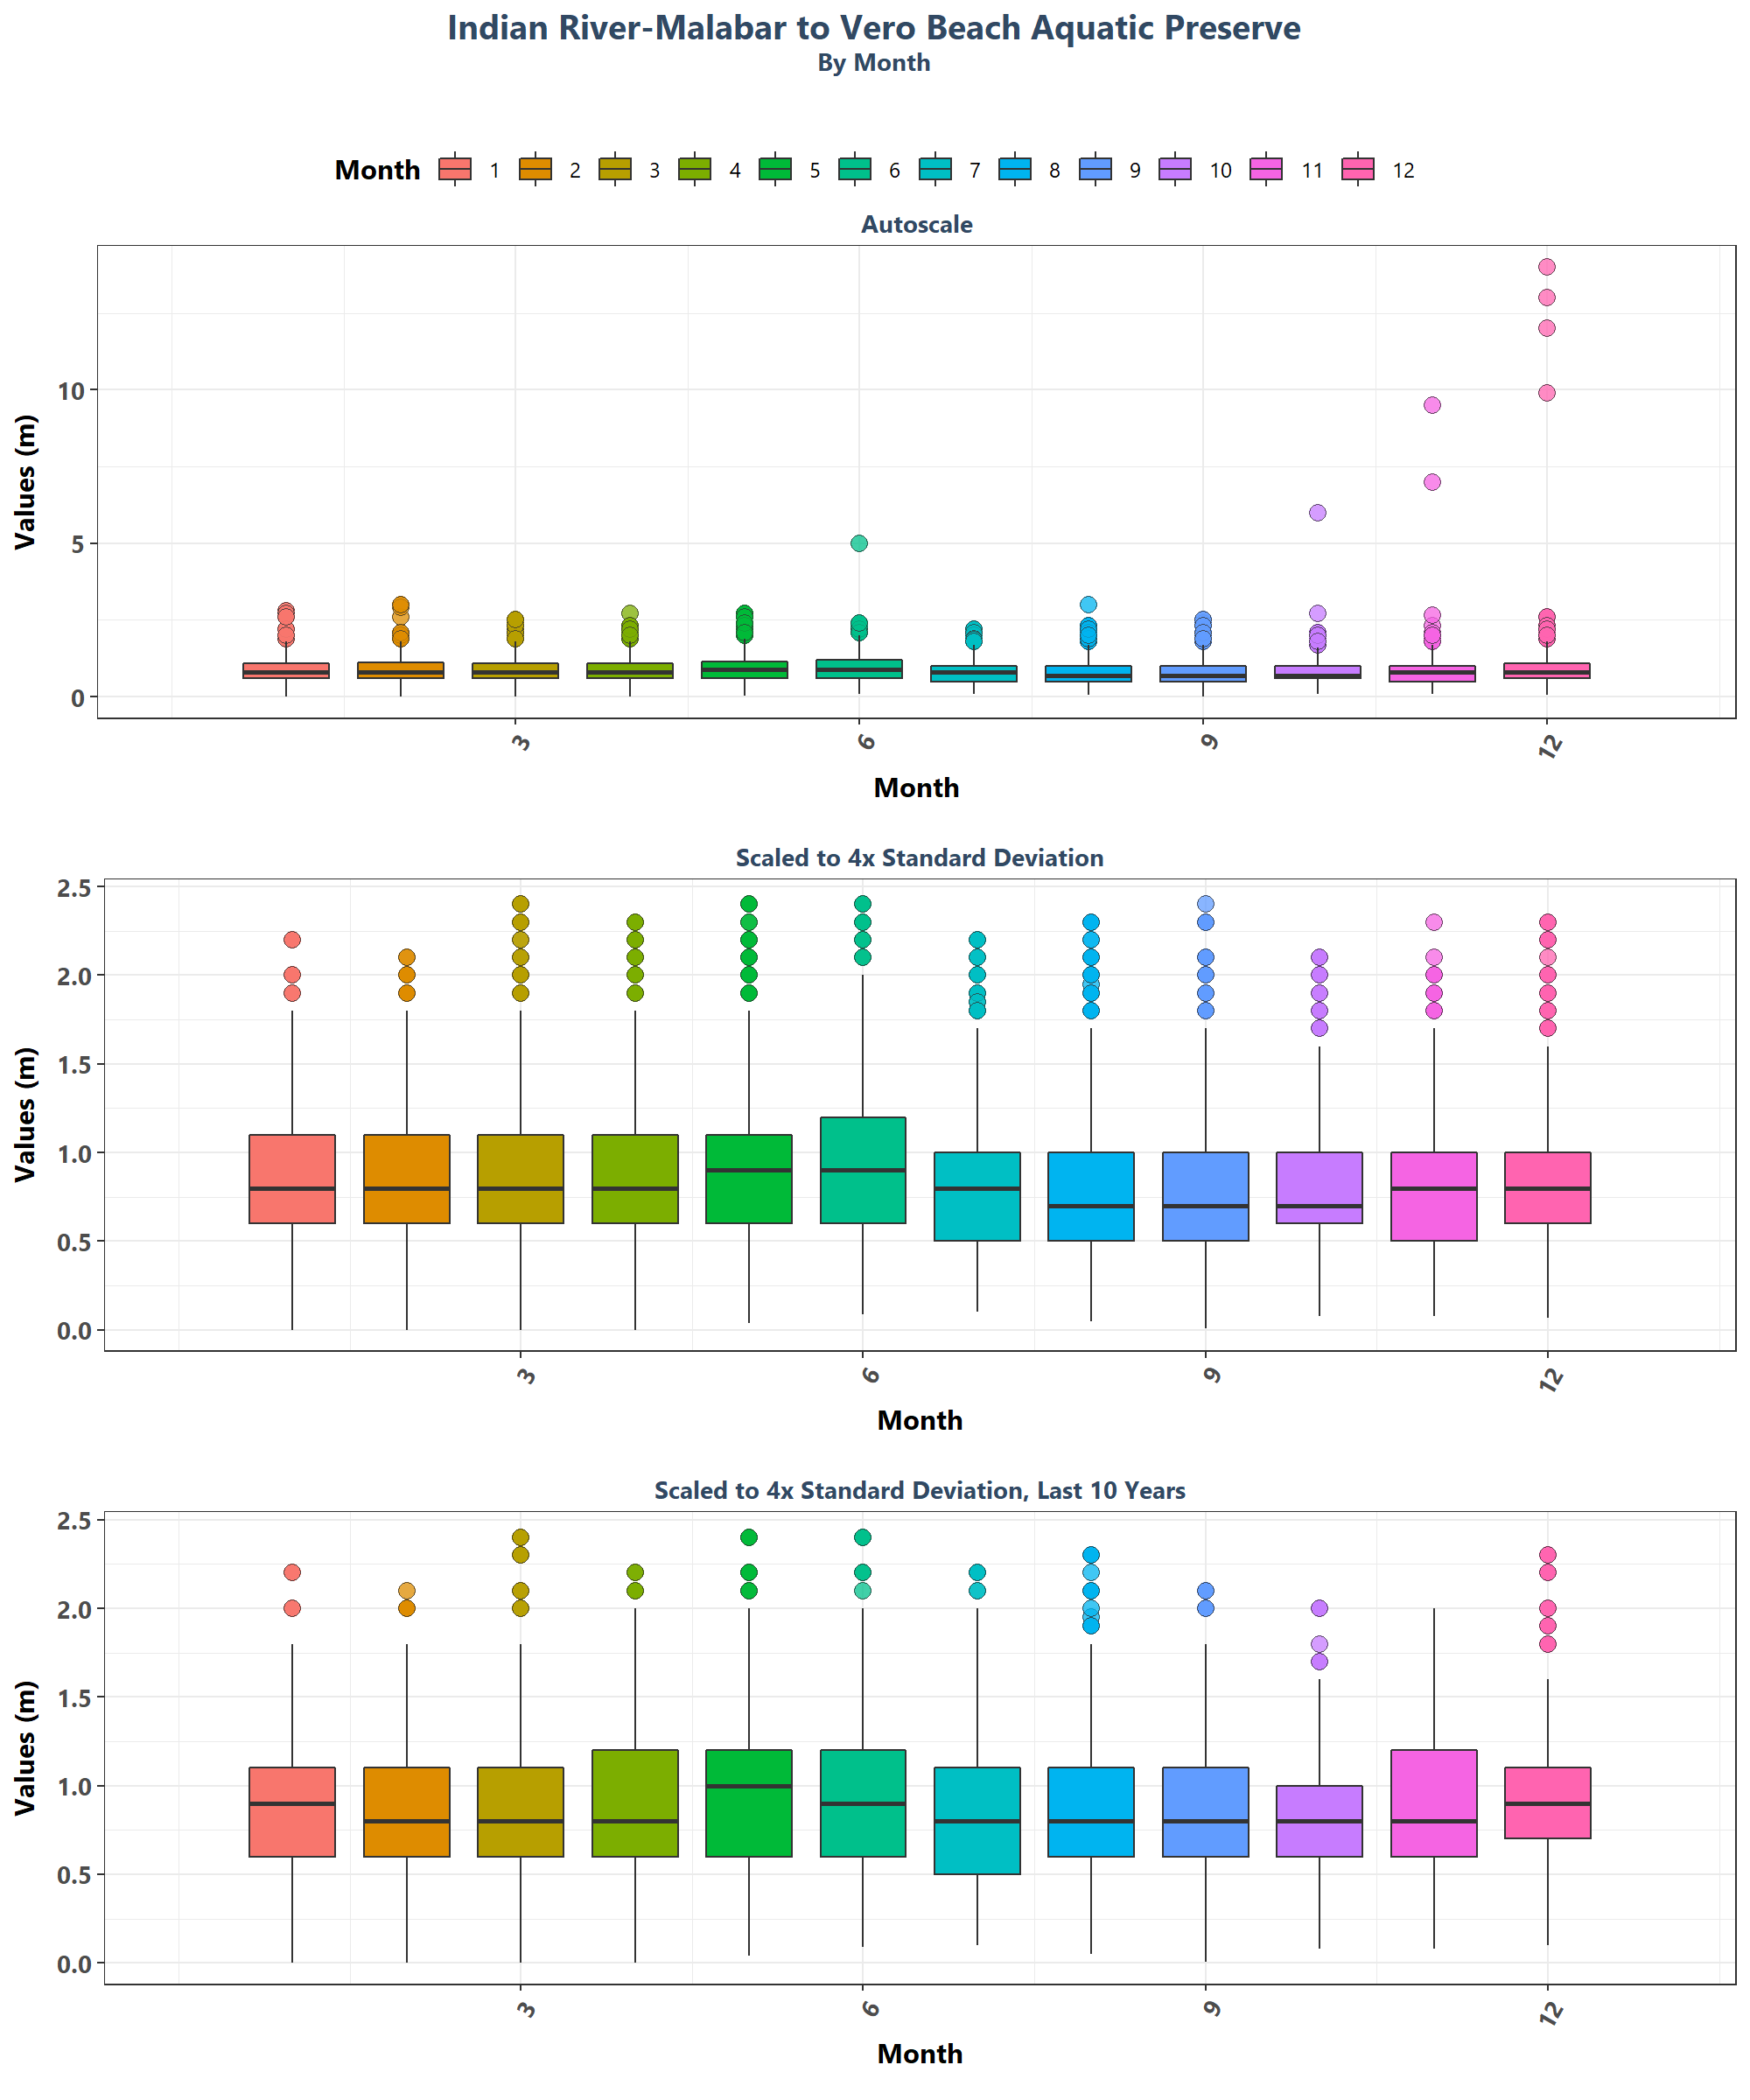 Indian River-Malabar to Vero Beach Aquatic Preserve
By Month
Month 1 2 3 4 5 6 7 8 9 10 11 12
Autoscale
Values (m)
10
5
0
3 6 9 12
Month
Scaled to 4x Standard Deviation
Values (m)
2.5
2.0
1.5
1.0
0.5
0.0
3 6 9 12
Month
Scaled to 4x Standard Deviation, Last 10 Years
Values (m)
2.5
2.0
1.5
1.0
0.5
0.0
3 6 9 12
Month